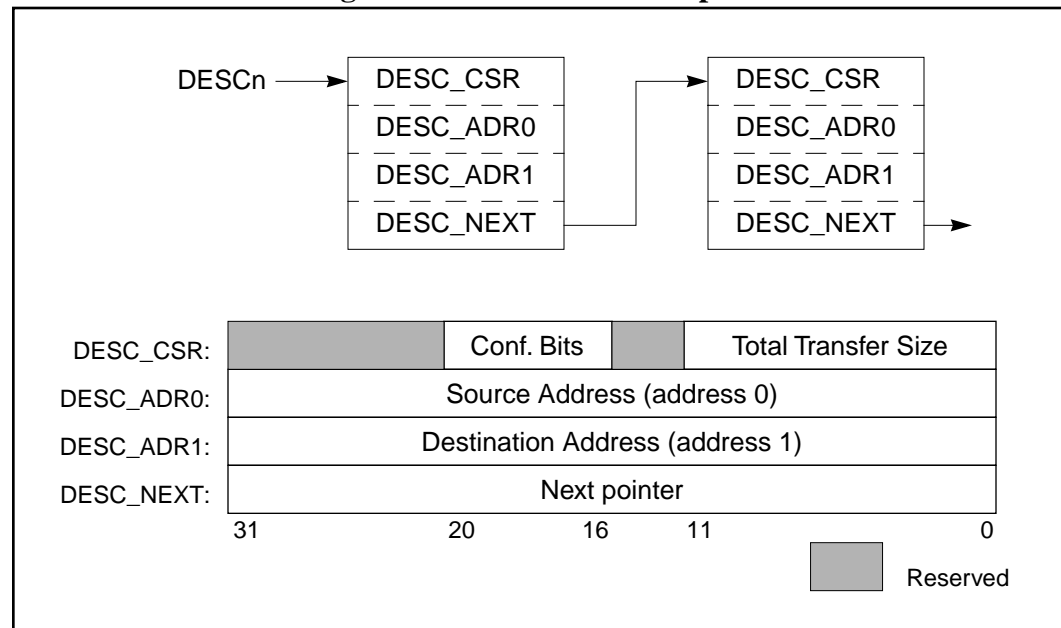 DESCn
DESC_CSR
DESC_ADR0
DESC_ADR1
DESC_NEXT
DESC_CSR
DESC_ADR0
DESC_ADR1
DESC_NEXT
DESC_CSR: Conf. Bits Total Transfer Size
DESC_ADR0: Source Address (address 0)
DESC_ADR1: Destination Address (address 1)
DESC_NEXT: Next pointer
31 20 16 11 0
Reserved